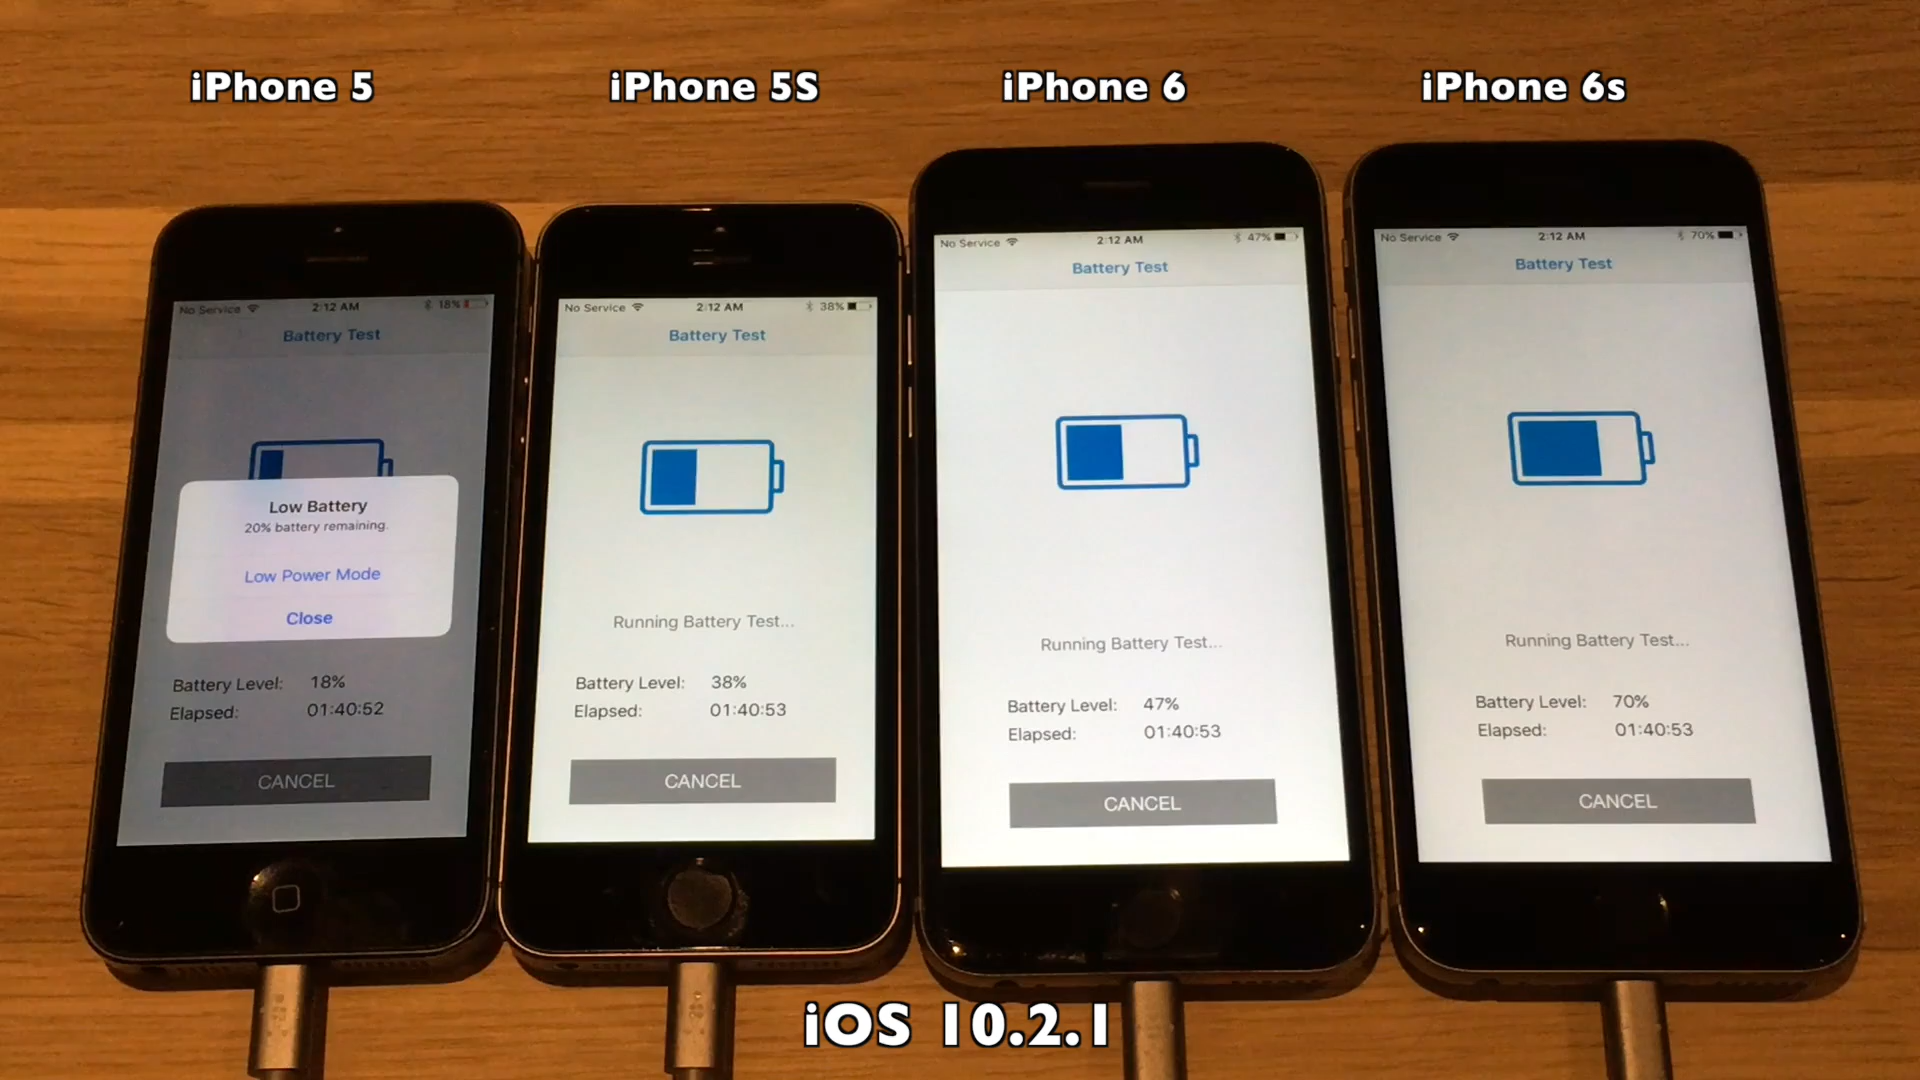 iPhone 5
iPhone 5S
iPhone 6
iPhone 6s
No Service 2:12 AM 18%
Battery Test
Low Battery
20% battery remaining.
Low Power Mode
Close
Battery Level: 18%
Elapsed: 01:40:52
CANCEL
No Service 2:12 AM 38%
Battery Test
Running Battery Test...
Battery Level: 38%
Elapsed: 01:40:53
CANCEL
No Service 2:12 AM 47%
Battery Test
Running Battery Test...
Battery Level: 47%
Elapsed: 01:40:53
CANCEL
No Service 2:12 AM 70%
Battery Test
Running Battery Test...
Battery Level: 70%
Elapsed: 01:40:53
CANCEL
iOS 10.2.1